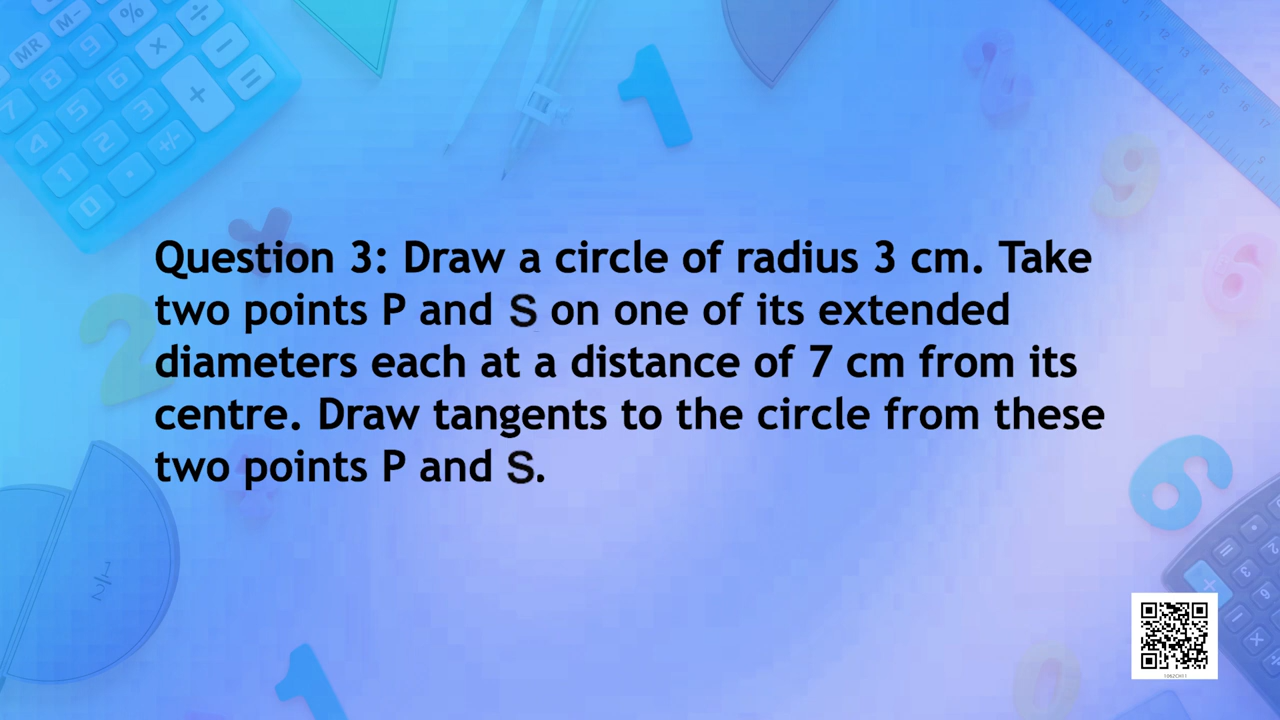 Question 3: Draw a circle of radius 3 cm. Take
two points P and S on one of its extended
diameters each at a distance of 7 cm from its
centre. Draw tangents to the circle from these
two points P and S.